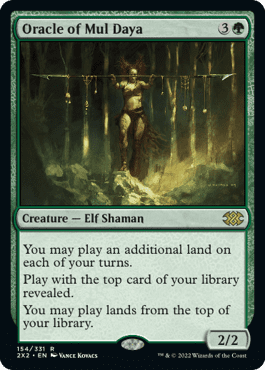 Oracle of Mul Daya 3
Creature — Elf Shaman
You may play an additional land on
each of your turns.
Play with the top card of your library
revealed.
You may play lands from the top of
your library.
2/2
154/331 R
2X2 • EN Vance Kovacs
™ & © 2022 Wizards of the Coast